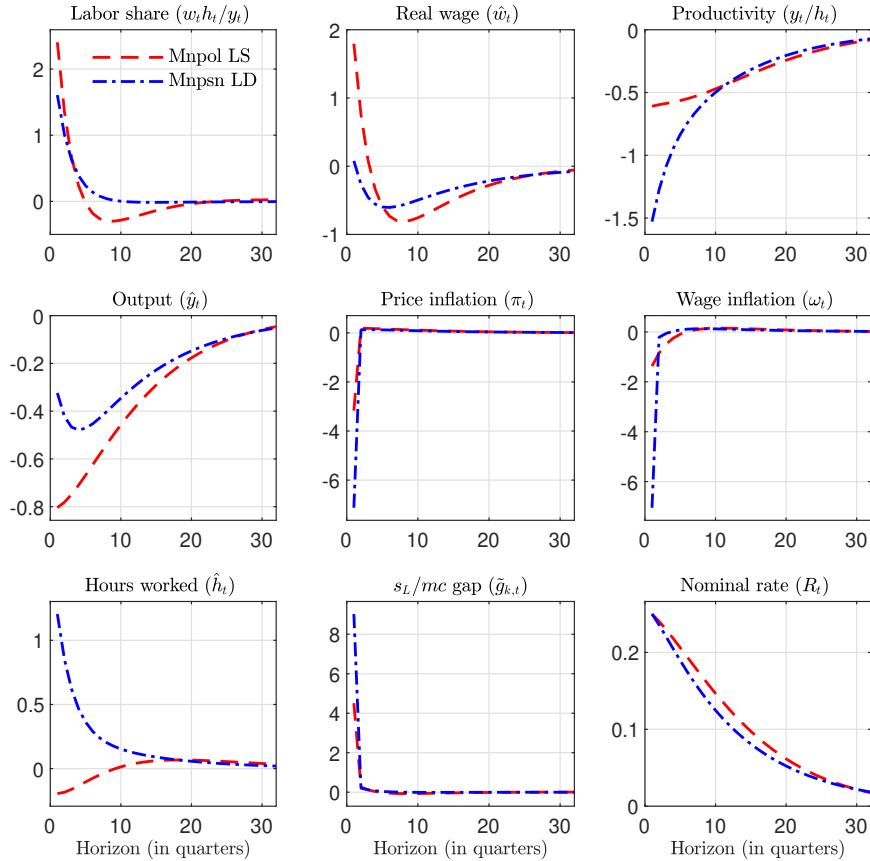 Labor share (w_t h_t/y_t)
Mnpol LS
Mnpsn LD
2
1
0
0 10 20 30
Real wage (ŵ_t)
2
1
0
-1
0 10 20 30
Productivity (y_t/h_t)
0
-0.5
-1
-1.5
0 10 20 30
Output (ŷ_t)
0
-0.2
-0.4
-0.6
-0.8
0 10 20 30
Price inflation (π_t)
0
-2
-4
-6
0 10 20 30
Wage inflation (ω_t)
0
-2
-4
-6
0 10 20 30
Hours worked (ĥ_t)
1
0.5
0
0 10 20 30
Horizon (in quarters)
s_L/mc gap (g̃_{k,t})
8
6
4
2
0
0 10 20 30
Horizon (in quarters)
Nominal rate (R_t)
0.2
0.1
0
0 10 20 30
Horizon (in quarters)